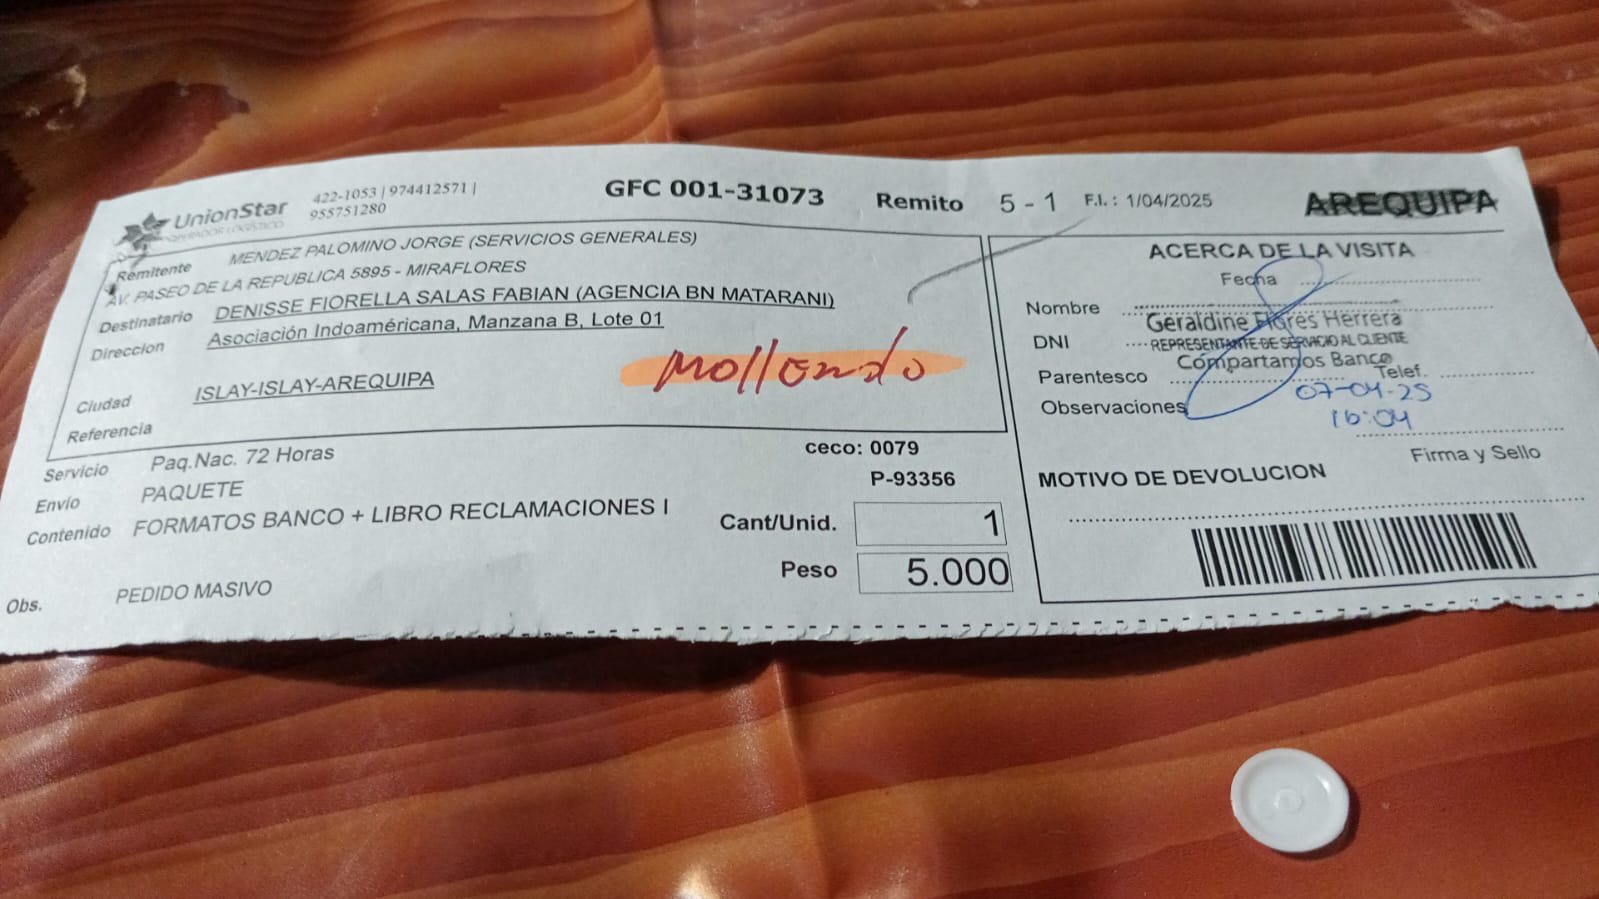 UnionStar
OPERADOR LOGÍSTICO
422-1053 | 974412571 |
955751280
GFC 001-31073
Remito 5 - 1
F.I. : 1/04/2025
AREQUIPA
Remitente MENDEZ PALOMINO JORGE (SERVICIOS GENERALES)
AV. PASEO DE LA REPUBLICA 5895 - MIRAFLORES
Destinatario DENISSE FIORELLA SALAS FABIAN (AGENCIA BN MATARANI)
Direccion Asociación Indoaméricana, Manzana B, Lote 01
Mollendo
Ciudad ISLAY-ISLAY-AREQUIPA
Referencia
Servicio Paq.Nac. 72 Horas
Envío PAQUETE
Contenido FORMATOS BANCO + LIBRO RECLAMACIONES I
Obs. PEDIDO MASIVO
ceco: 0079
P-93356
Cant/Unid. 1
Peso 5.000
ACERCA DE LA VISITA
Fecha
Nombre
Geraldine Flores Herrera
DNI
REPRESENTANTE DE SERVICIO AL CLIENTE
Compartamos Banco
Parentesco
Telef.
Observaciones
07-04-25
16:04
Firma y Sello
MOTIVO DE DEVOLUCION